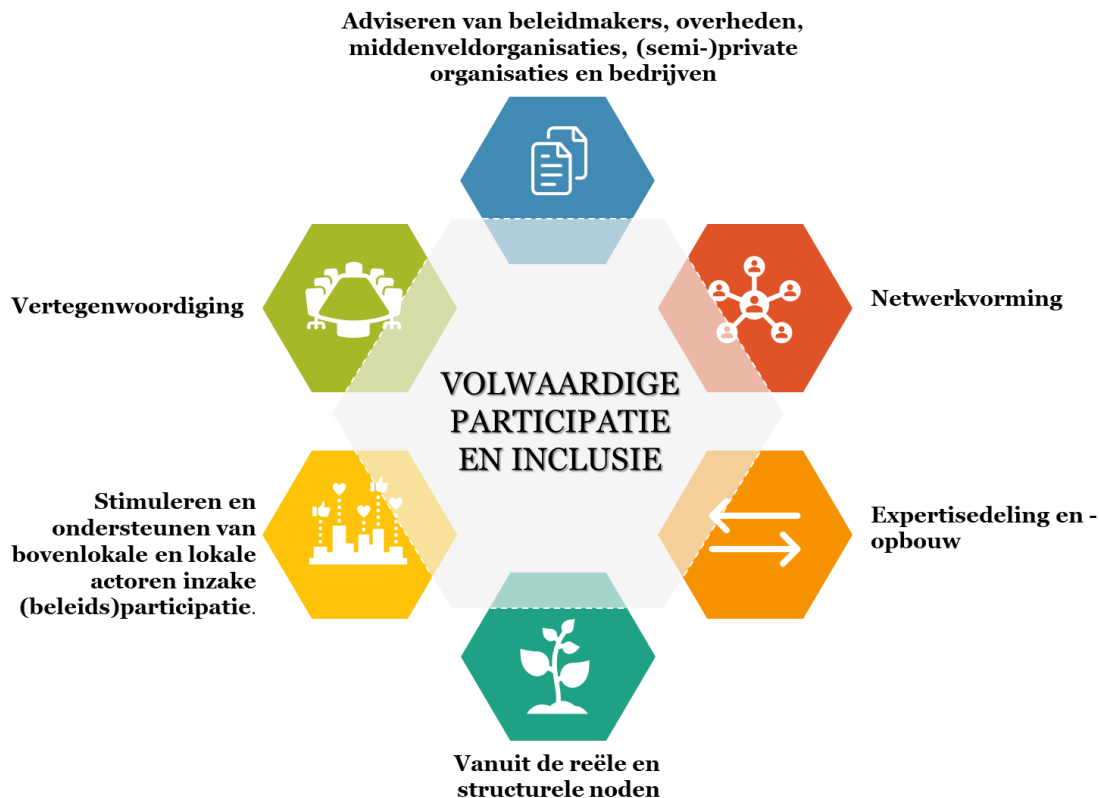 Adviseren van beleidmakers, overheden,
middenveldorganisaties, (semi-)private
organisaties en bedrijven
Vertegenwoordiging
Netwerkvorming
VOLWAARDIGE
PARTICIPATIE
EN INCLUSIE
Stimuleren en
ondersteunen van
bovenlokale en lokale
actoren inzake
(beleids)participatie.
Expertisedeling en -
opbouw
Vanuit de reële en
structurele noden